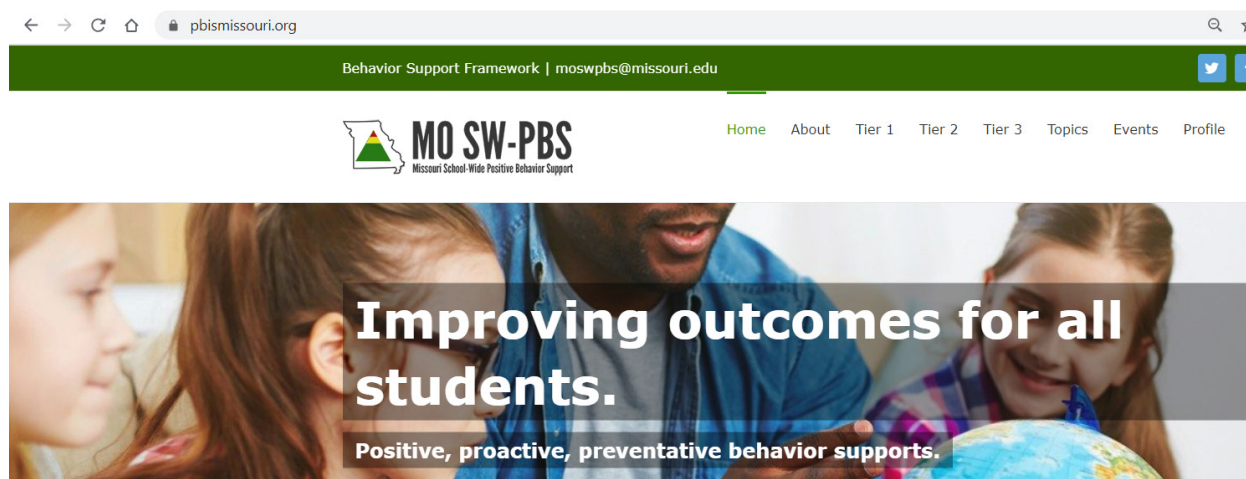 pbismissouri.org
Behavior Support Framework | moswpbs@missouri.edu
MO SW-PBS
Missouri School-Wide Positive Behavior Support
Home About Tier 1 Tier 2 Tier 3 Topics Events Profile
Improving outcomes for all
students.
Positive, proactive, preventative behavior supports.